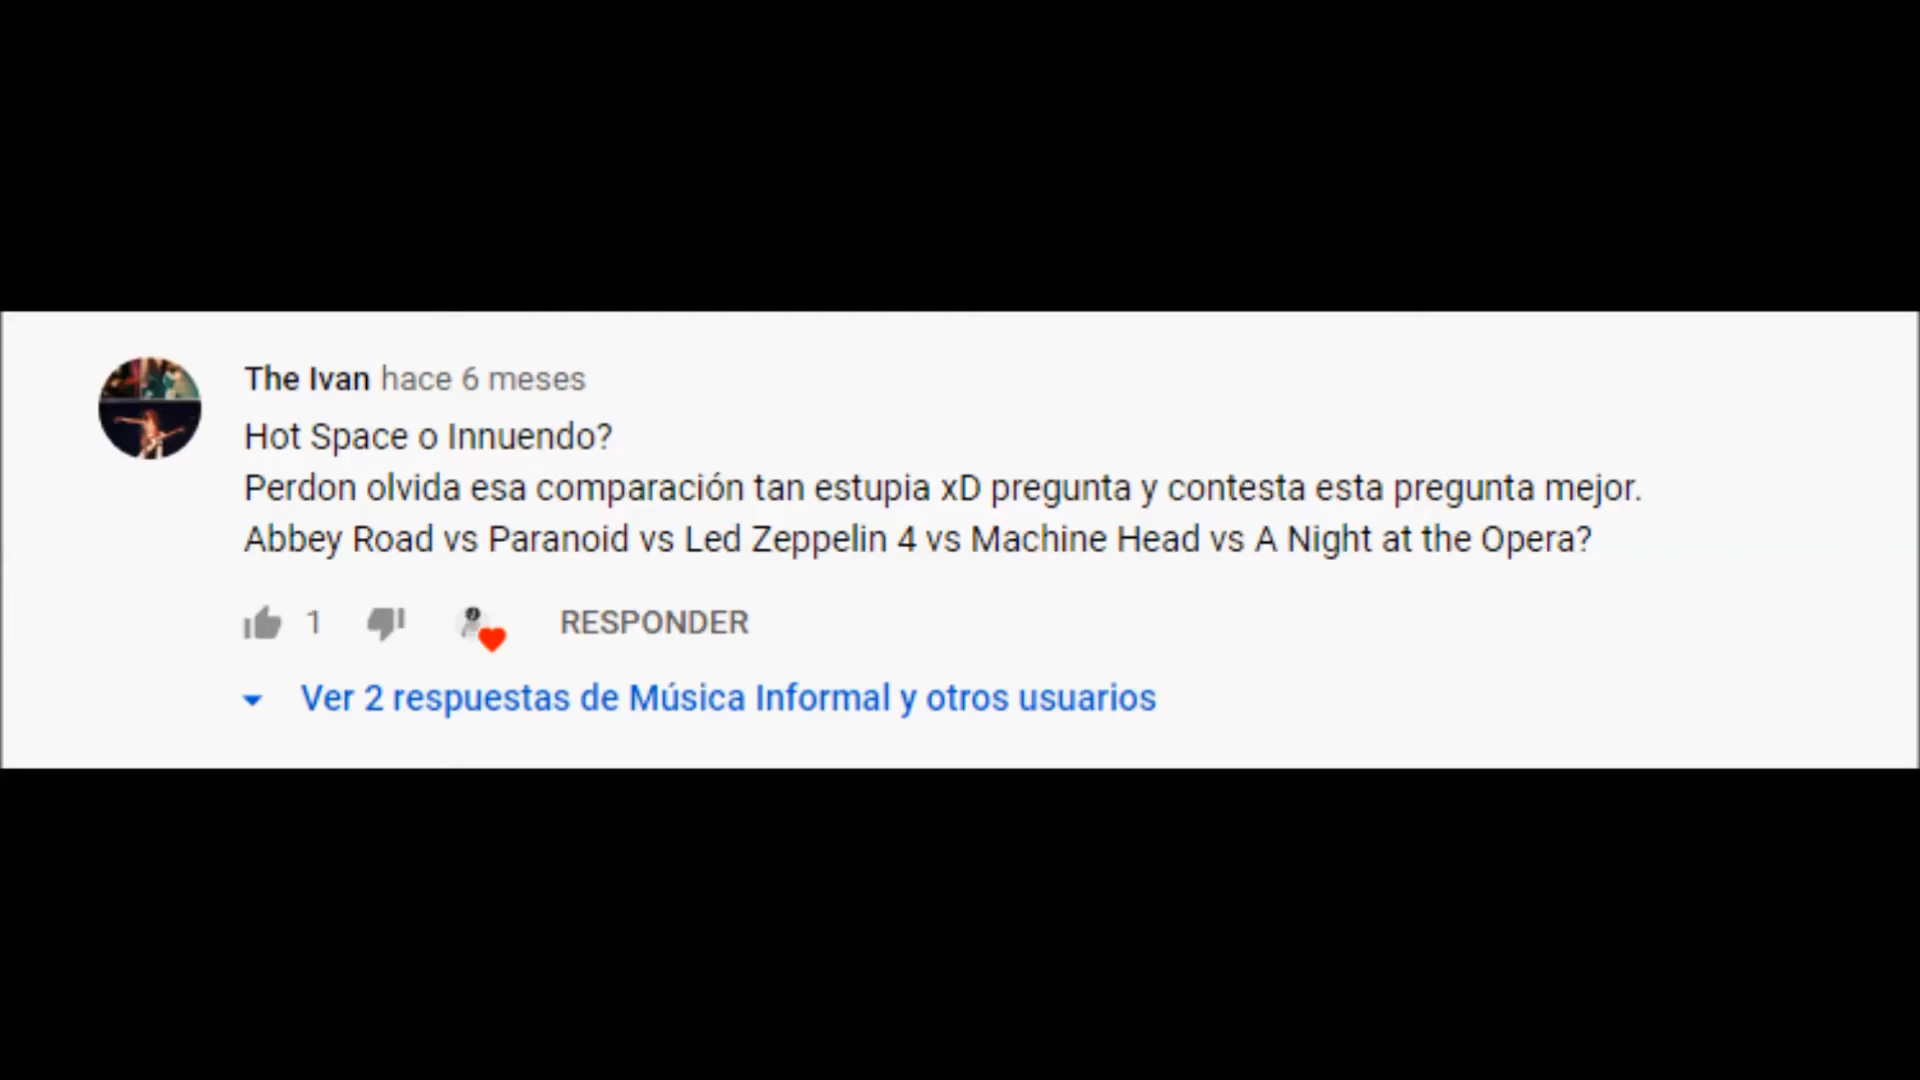 The Ivan hace 6 meses
Hot Space o Innuendo?
Perdon olvida esa comparación tan estupia xD pregunta y contesta esta pregunta mejor.
Abbey Road vs Paranoid vs Led Zeppelin 4 vs Machine Head vs A Night at the Opera?
1 RESPONDER
Ver 2 respuestas de Música Informal y otros usuarios